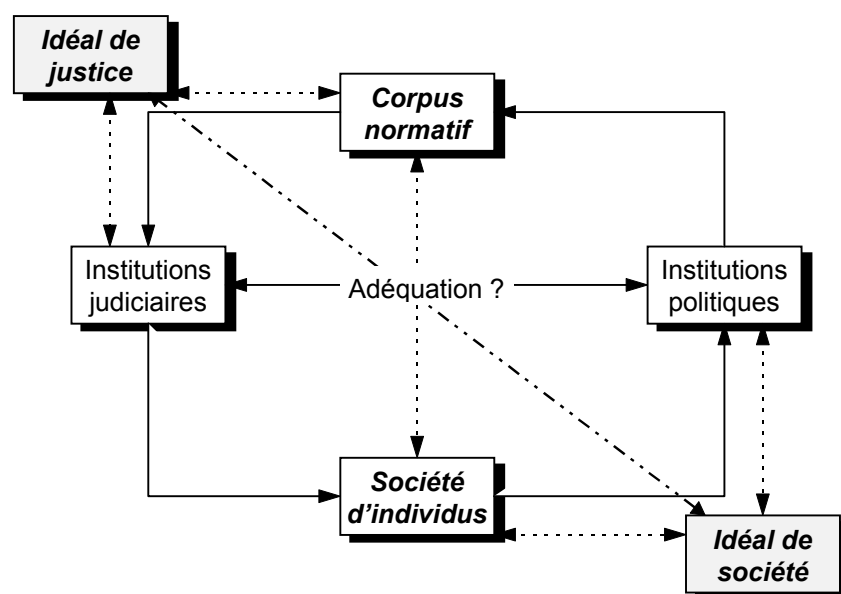 Idéal de
justice
Corpus
normatif
Institutions
judiciaires
Adéquation ?
Institutions
politiques
Société
d'individus
Idéal de
société